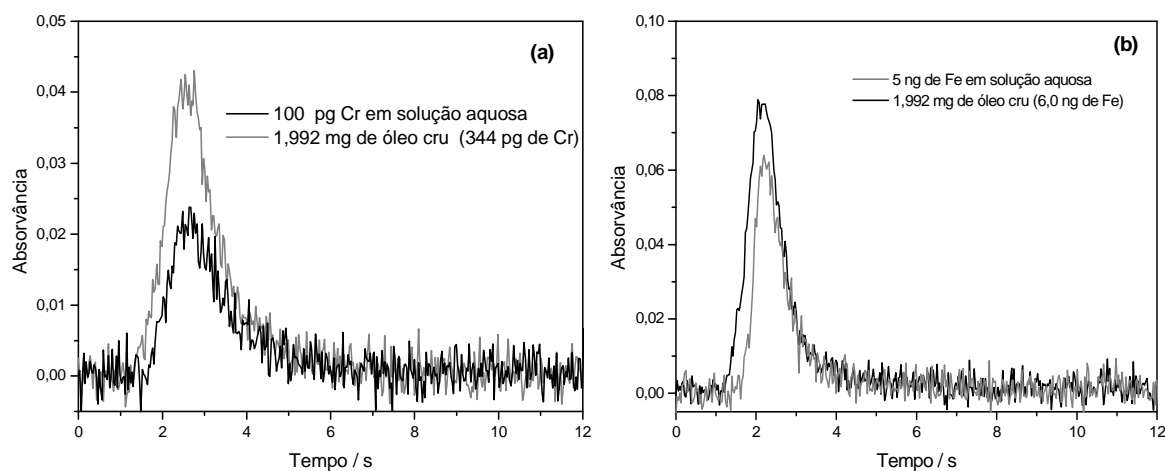 0,05
(a)
0,04
100 pg Cr em solução aquosa
1,992 mg de óleo cru (344 pg de Cr)
0,03
0,02
0,01
0,00
Absorvância
0 2 4 6 8 10 12
Tempo / s
0,10
(b)
5 ng de Fe em solução aquosa
1,992 mg de óleo cru (6,0 ng de Fe)
0,08
0,06
0,04
0,02
0,00
Absorvância
0 2 4 6 8 10 12
Tempo / s